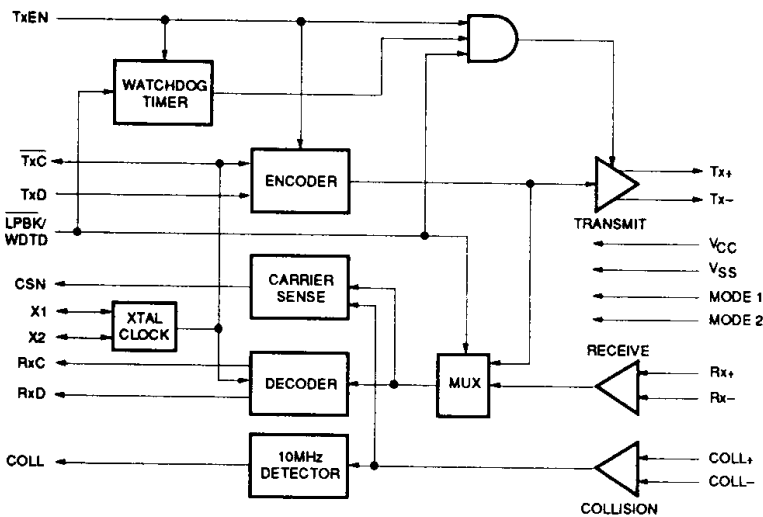 TxEN
WATCHDOG
TIMER
TxC
TxD
ENCODER
Tx+
Tx–
TRANSMIT
LPBK/
WDTD
VCC
VSS
MODE 1
MODE 2
CSN
CARRIER
SENSE
X1
X2
XTAL
CLOCK
RxC
RxD
DECODER
MUX
RECEIVE
Rx+
Rx–
COLL
10MHz
DETECTOR
COLL+
COLL–
COLLISION